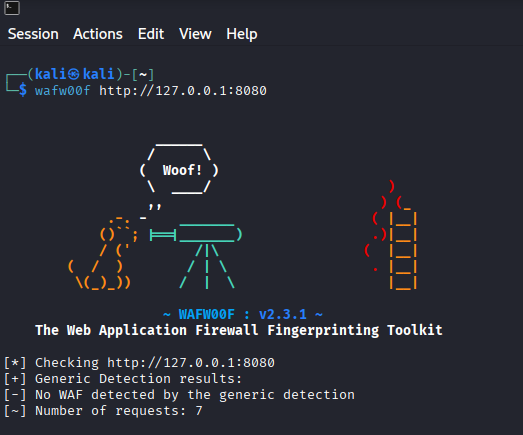 Session Actions Edit View Help
┌──(kali㉿kali)-[~]
└─$ wafw00f http://127.0.0.1:8080
Woof!
~ WAFW00F : v2.3.1 ~
The Web Application Firewall Fingerprinting Toolkit
[*] Checking http://127.0.0.1:8080
[+] Generic Detection results:
[-] No WAF detected by the generic detection
[~] Number of requests: 7